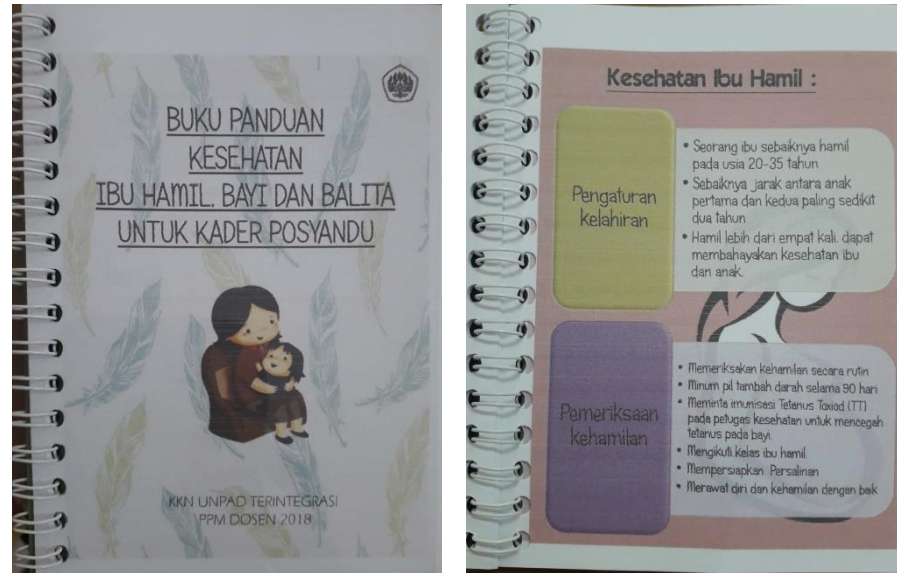 BUKU PANDUAN
KESEHATAN
IBU HAMIL, BAYI DAN BALITA
UNTUK KADER POSYANDU
KKN UNPAD TERINTEGRASI
PPM DOSEN 2018
Kesehatan Ibu Hamil :
Pengaturan
Kelahiran
• Seorang ibu sebaiknya hamil
pada usia 20-35 tahun
• Sebaiknya jarak antara anak
pertama dan kedua paling sedikit
dua tahun
• Hamil lebih dari empat kali, dapat
membahayakan kesehatan ibu
dan anak.
Pemeriksaan
kehamilan
• Memeriksakan kehamilan secara rutin
• Minum pil tambah darah selama 90 hari
• Meminta imunisasi Tetanus Toxiod (TT)
pada petugas kesehatan untuk mencegah
tetanus pada bayi.
• Mengikuti kelas ibu hamil
• Mempersiapkan Persalinan
• Merawat diri dan kehamilan dengan baik